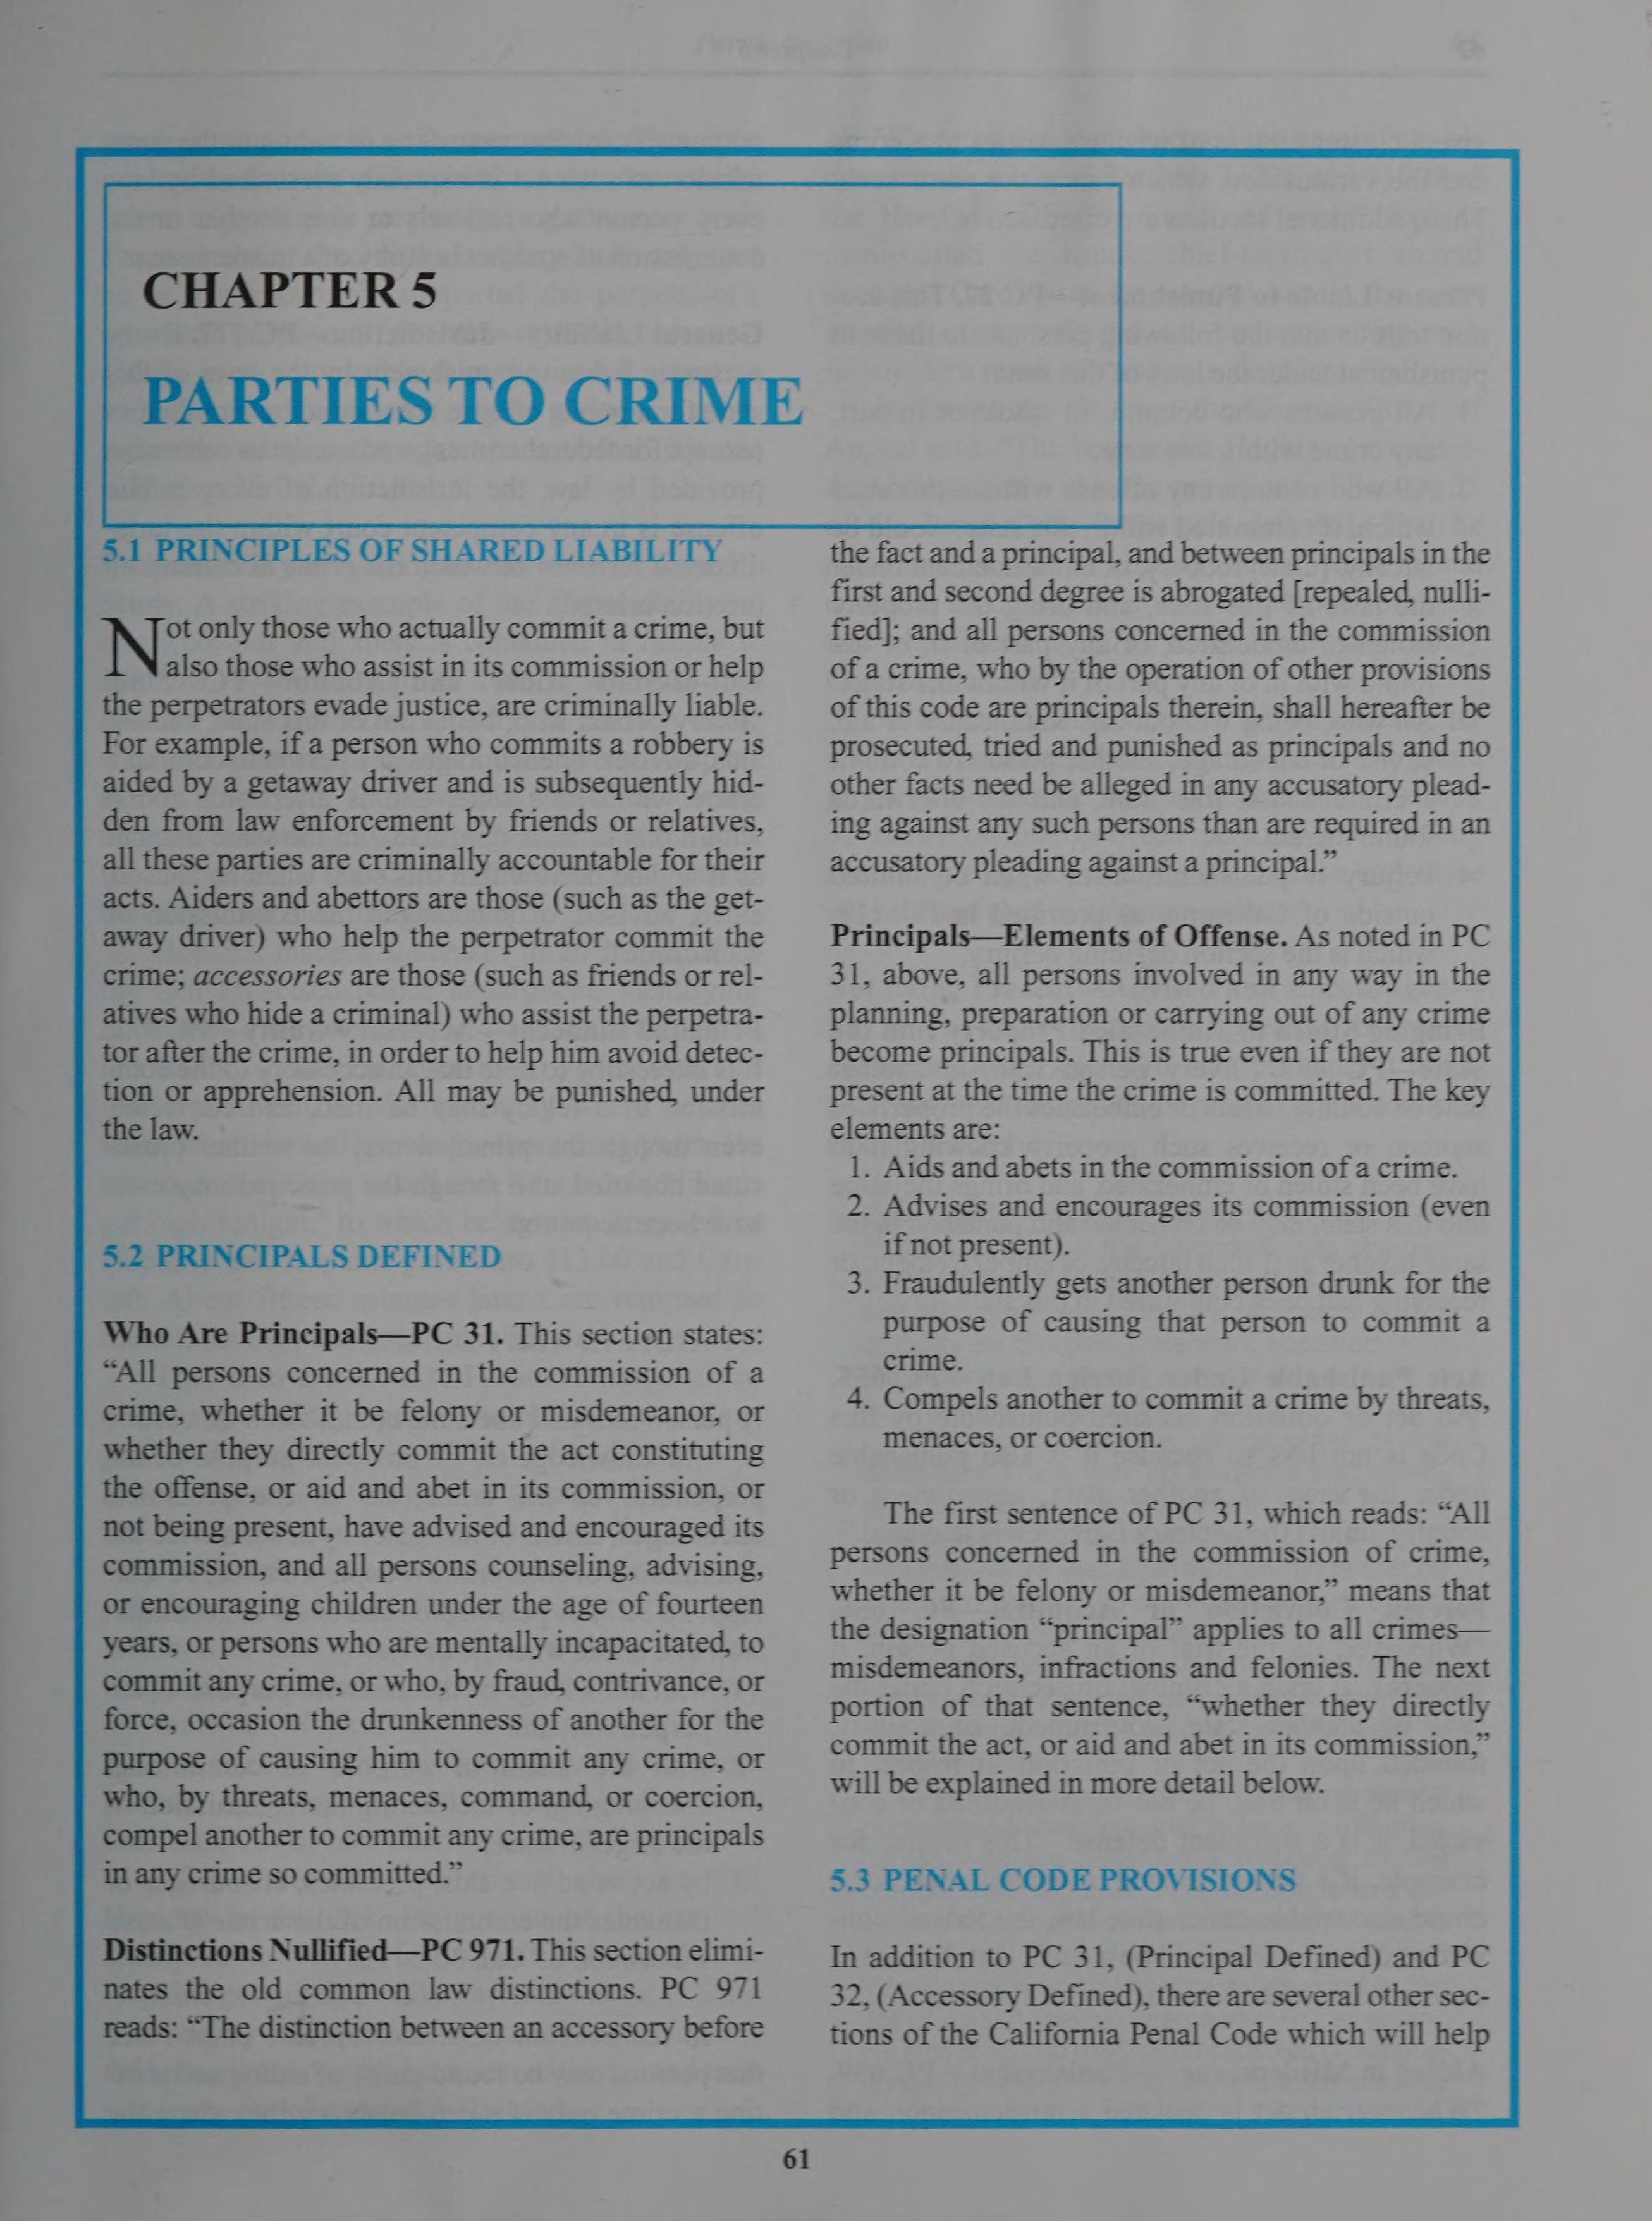 CHAPTER 5
PARTIES TO CRIME
5.1 PRINCIPLES OF SHARED LIABILITY
Not only those who actually commit a crime, but
also those who assist in its commission or help
the perpetrators evade justice, are criminally liable.
For example, if a person who commits a robbery is
aided by a getaway driver and is subsequently hid-
den from law enforcement by friends or relatives,
all these parties are criminally accountable for their
acts. Aiders and abettors are those (such as the get-
away driver) who help the perpetrator commit the
crime; accessories are those (such as friends or rel-
atives who hide a criminal) who assist the perpetra-
tor after the crime, in order to help him avoid detec-
tion or apprehension. All may be punished, under
the law.
5.2 PRINCIPALS DEFINED
Who Are Principals—PC 31. This section states:
“All persons concerned in the commission of a
crime, whether it be felony or misdemeanor, or
whether they directly commit the act constituting
the offense, or aid and abet in its commission, or
not being present, have advised and encouraged its
commission, and all persons counseling, advising,
or encouraging children under the age of fourteen
years, or persons who are mentally incapacitated, to
commit any crime, or who, by fraud, contrivance, or
force, occasion the drunkenness of another for the
purpose of causing him to commit any crime, or
who, by threats, menaces, command, or coercion,
compel another to commit any crime, are principals
in any crime so committed.”
Distinctions Nullified—PC 971. This section elimi-
nates the old common law distinctions. PC 971
reads: “The distinction between an accessory before
the fact and a principal, and between principals in the
first and second degree is abrogated [repealed, nulli-
fied]; and all persons concerned in the commission
of a crime, who by the operation of other provisions
of this code are principals therein, shall hereafter be
prosecuted, tried and punished as principals and no
other facts need be alleged in any accusatory plead-
ing against any such persons than are required in an
accusatory pleading against a principal.”
Principals—Elements of Offense. As noted in PC
31, above, all persons involved in any way in the
planning, preparation or carrying out of any crime
become principals. This is true even if they are not
present at the time the crime is committed. The key
elements are:
1. Aids and abets in the commission of a crime.
2. Advises and encourages its commission (even
if not present).
3. Fraudulently gets another person drunk for the
purpose of causing that person to commit a
crime.
4. Compels another to commit a crime by threats,
menaces, or coercion.
The first sentence of PC 31, which reads: “All
persons concerned in the commission of crime,
whether it be felony or misdemeanor,” means that
the designation “principal” applies to all crimes—
misdemeanors, infractions and felonies. The next
portion of that sentence, “whether they directly
commit the act, or aid and abet in its commission,”
will be explained in more detail below.
5.3 PENAL CODE PROVISIONS
In addition to PC 31, (Principal Defined) and PC
32, (Accessory Defined), there are several other sec-
tions of the California Penal Code which will help
61